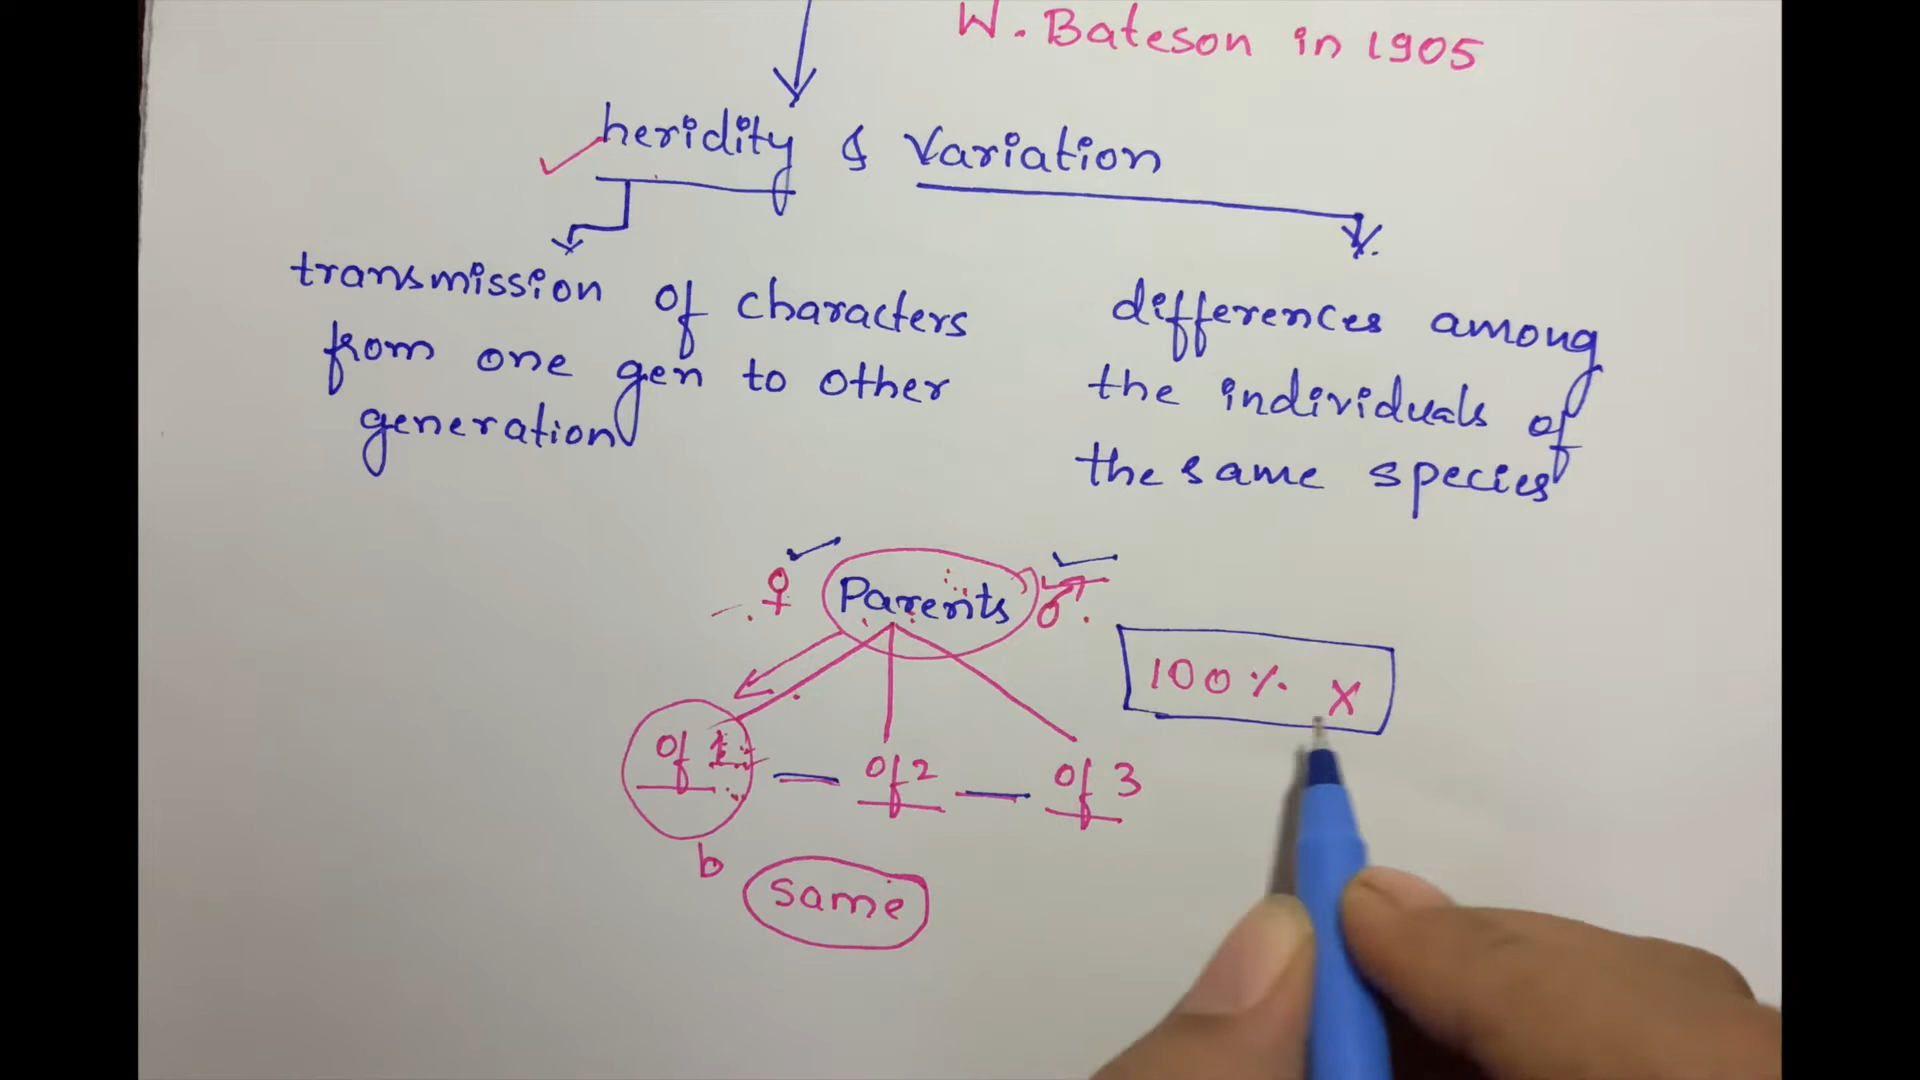 W. Bateson in 1905
heridity & Variation
transmission of characters
from one gen to other
generation
differences among
the individuals of
the same species
♀ Parents ♂
100% X
of 1 — of 2 — of 3
b
same